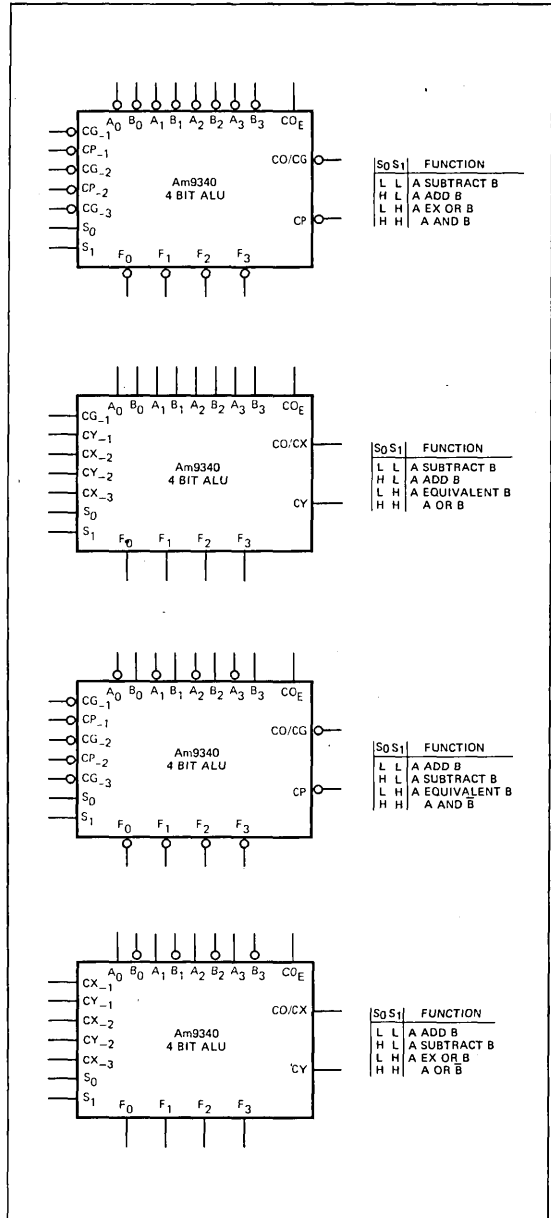 A₀ B₀ A₁ B₁ A₂ B₂ A₃ B₃ COE
CG₋₁
CP₋₁
CG₋₂
CP₋₂
CG₋₃
S₀
S₁
Am9340
4 BIT ALU
CO/CG
CP
F₀ F₁ F₂ F₃
S₀ S₁ FUNCTION
L L A SUBTRACT B
H L A ADD B
L H A EX OR B
H H A AND B
A₀ B₀ A₁ B₁ A₂ B₂ A₃ B₃ COE
CG₋₁
CY₋₁
CX₋₂
CY₋₂
CX₋₃
S₀
S₁
Am9340
4 BIT ALU
CO/CX
CY
F₀ F₁ F₂ F₃
S₀ S₁ FUNCTION
L L A SUBTRACT B
H L A ADD B
L H A EQUIVALENT B
H H A OR B
A₀ B₀ A₁ B₁ A₂ B₂ A₃ B₃ COE
CG₋₁
CP₋₁
CG₋₂
CP₋₂
CG₋₃
S₀
S₁
Am9340
4 BIT ALU
CO/CG
CP
F₀ F₁ F₂ F₃
S₀ S₁ FUNCTION
L L A ADD B
H L A SUBTRACT B
L H A EQUIVALENT B
H H A AND B̅
A₀ B₀ A₁ B₁ A₂ B₂ A₃ B₃ COE
CX₋₁
CY₋₁
CX₋₂
CY₋₂
CX₋₃
S₀
S₁
Am9340
4 BIT ALU
CO/CX
CY
F₀ F₁ F₂ F₃
S₀ S₁ FUNCTION
L L A ADD B
H L A SUBTRACT B
L H A EX OR B
H H A OR B̅